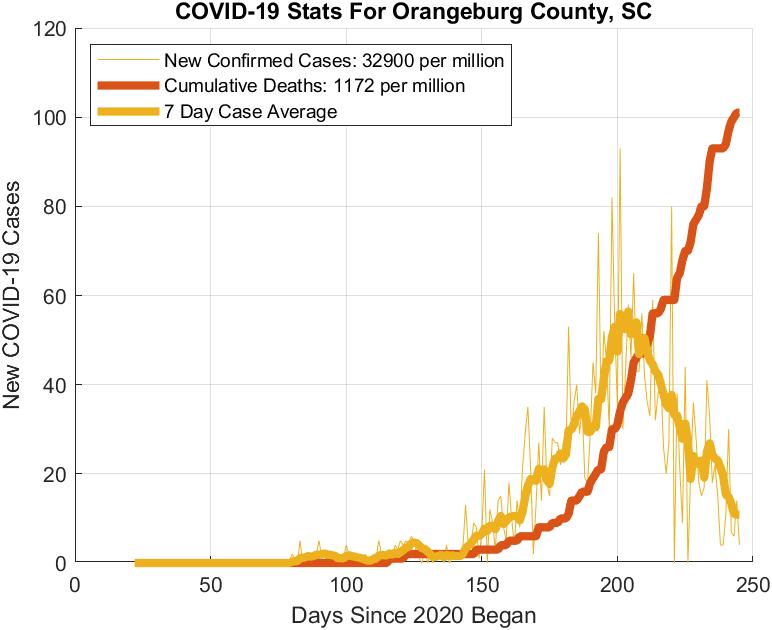 COVID-19 Stats For Orangeburg County, SC
120
New Confirmed Cases: 32900 per million
Cumulative Deaths: 1172 per million
7 Day Case Average
100
80
60
40
20
0
New COVID-19 Cases
0 50 100 150 200 250
Days Since 2020 Began